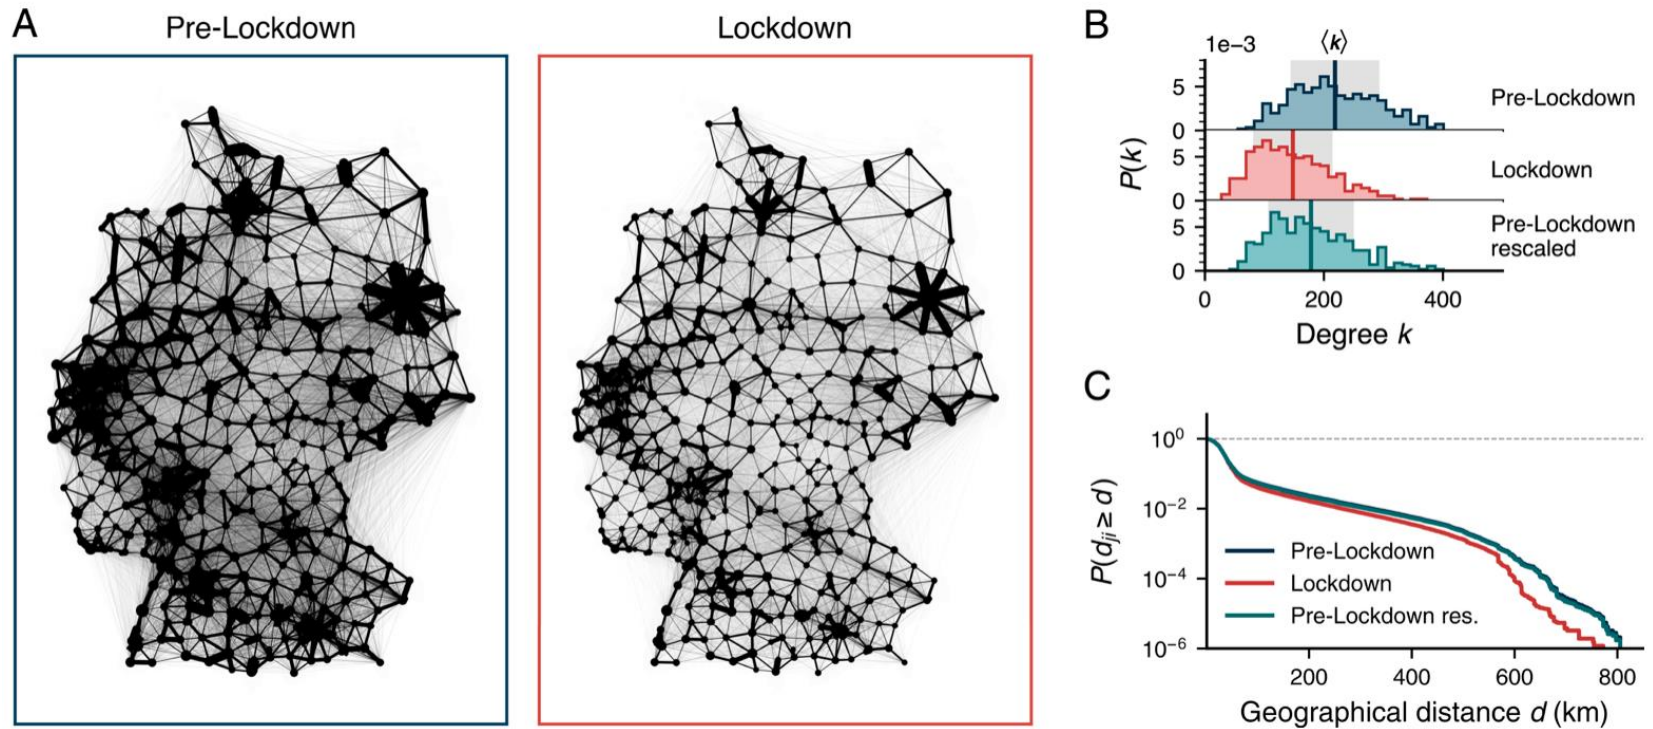 A
Pre-Lockdown
Lockdown
B
1e−3
⟨k⟩
5
0
5
0
5
0
P(k)
Pre-Lockdown
Lockdown
Pre-Lockdown
rescaled
0 200 400
Degree k
C
10⁰
10⁻²
10⁻⁴
10⁻⁶
P(dⱼᵢ ≥ d)
Pre-Lockdown
Lockdown
Pre-Lockdown res.
200 400 600 800
Geographical distance d (km)